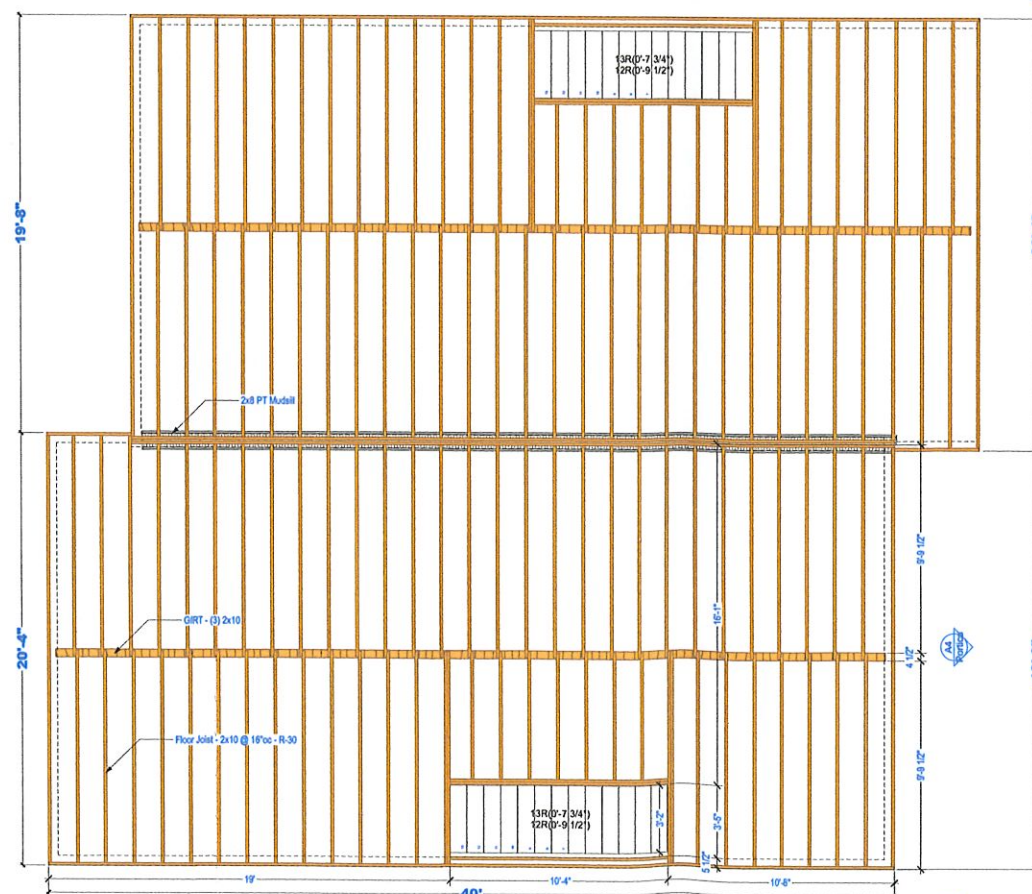 13R(0'-7 3/4")
12R(0'-9 1/2")
19'-8"
2x8 PT Mudsill
9'-9 1/2"
16'-1"
GIRT - (3) 2x10
20'-4"
4 1/2"
A4
Portico
Floor Joist - 2x10 @ 16"oc - R-30
9'-9 1/2"
13R(0'-7 3/4")
12R(0'-9 1/2")
3'-2"
3'-5"
5 1/2"
19'
10'-4"
10'-8"
40'